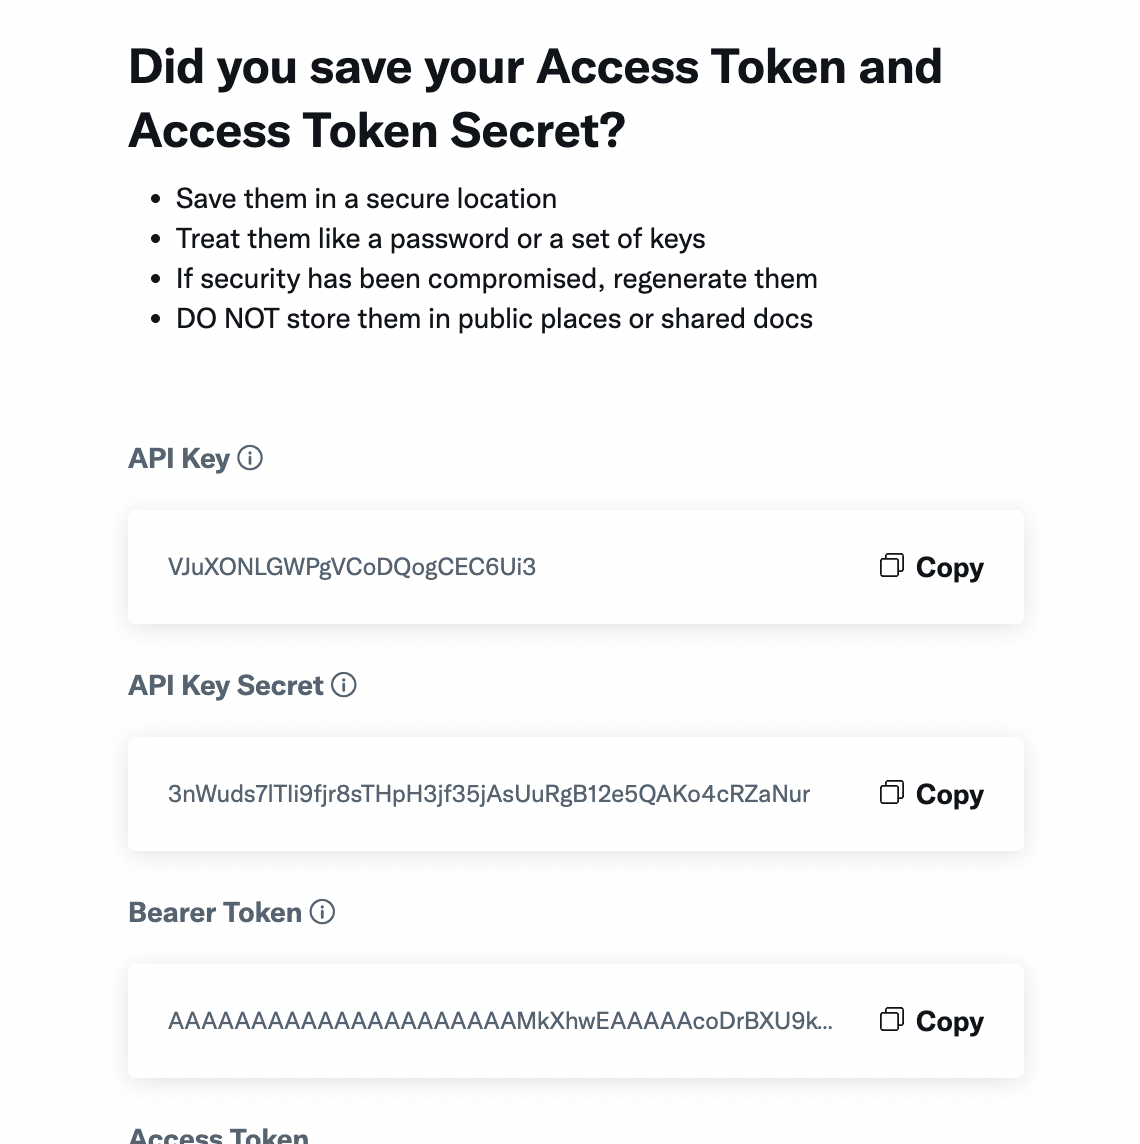 Did you save your Access Token and
Access Token Secret?
• Save them in a secure location
• Treat them like a password or a set of keys
• If security has been compromised, regenerate them
• DO NOT store them in public places or shared docs
API Key
VJuXONLGWPgVCoDQogCEC6Ui3 Copy
API Key Secret
Copy
Bearer Token
Copy
Access Token